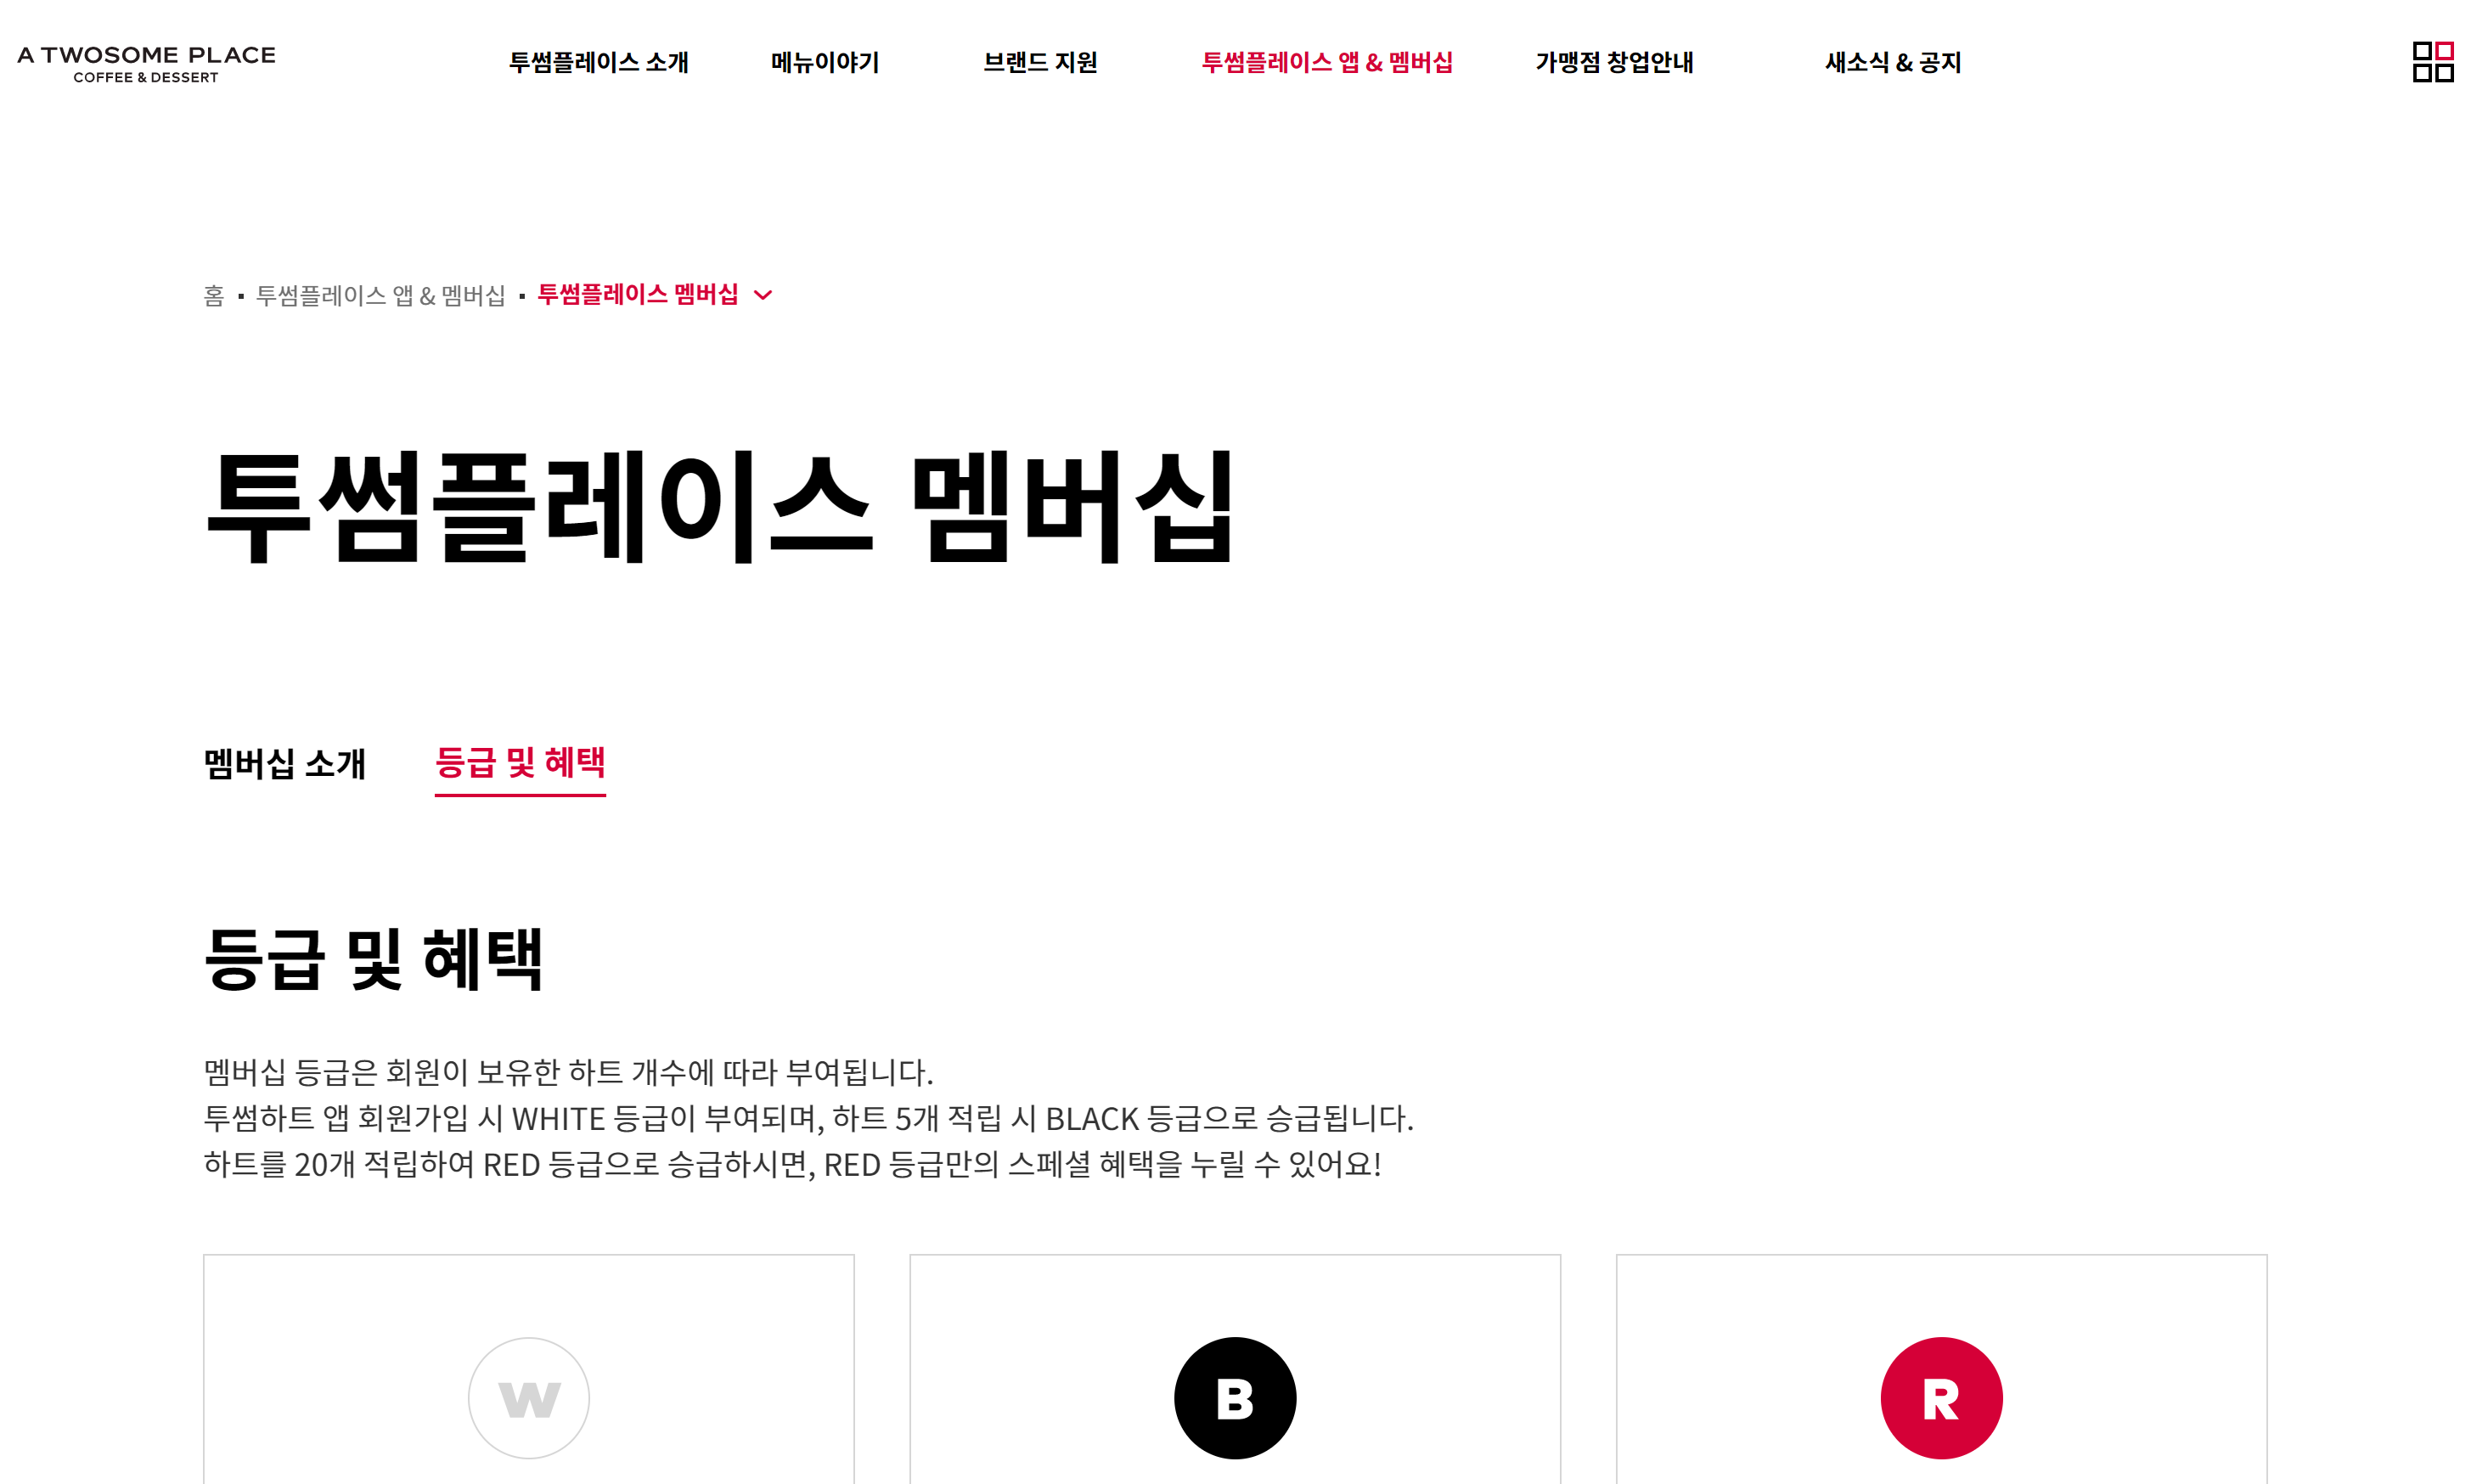 A TWOSOME PLACE
COFFEE & DESSERT
투썸플레이스 소개
메뉴이야기
브랜드 지원
투썸플레이스 앱 & 멤버십
가맹점 창업안내
새소식 & 공지
홈 ▪ 투썸플레이스 앱 & 멤버십 ▪ 투썸플레이스 멤버십
투썸플레이스 멤버십
멤버십 소개
등급 및 혜택
등급 및 혜택
멤버십 등급은 회원이 보유한 하트 개수에 따라 부여됩니다.
투썸하트 앱 회원가입 시 WHITE 등급이 부여되며, 하트 5개 적립 시 BLACK 등급으로 승급됩니다.
하트를 20개 적립하여 RED 등급으로 승급하시면, RED 등급만의 스페셜 혜택을 누릴 수 있어요!
W
B
R